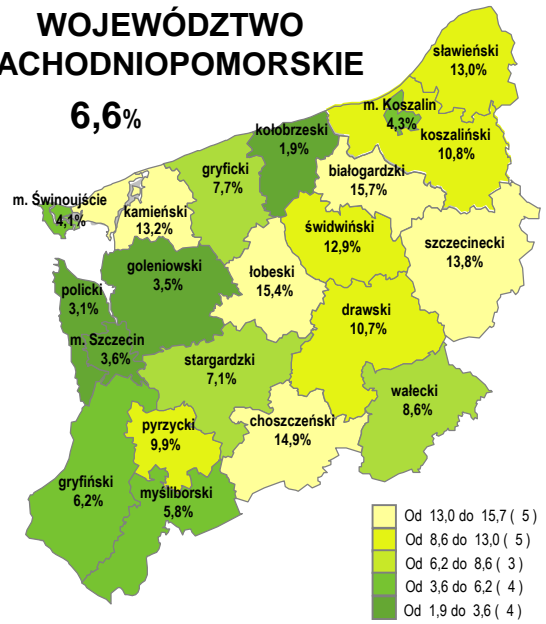 WOJEWÓDZTWO
ACHODNIOPOMORSKIE
6,6%
sławieński
13,0%
m. Koszalin
4,3%
koszaliński
10,8%
kołobrzeski
1,9%
białogardzki
15,7%
gryficki
7,7%
m. Świnoujście
4,1%
kamieński
13,2%
świdwiński
12,9%
szczecinecki
13,8%
goleniowski
3,5%
łobeski
15,4%
policki
3,1%
drawski
10,7%
m. Szczecin
3,6%
stargardzki
7,1%
wałecki
8,6%
pyrzycki
9,9%
choszczeński
14,9%
gryfiński
6,2%
myśliborski
5,8%
Od 13,0 do 15,7 ( 5 )
Od 8,6 do 13,0 ( 5 )
Od 6,2 do 8,6 ( 3 )
Od 3,6 do 6,2 ( 4 )
Od 1,9 do 3,6 ( 4 )